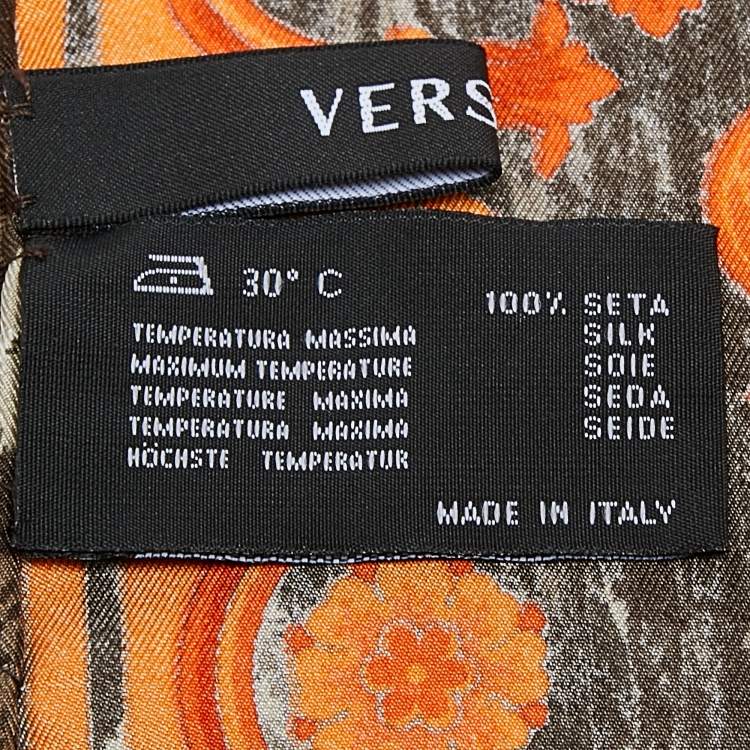 VERS
30° C
TEMPERATURA MASSIMA
MAXIMUM TEMPERATURE
TEMPERATURE MAXIMA
TEMPERATURA MAXIMA
HÖCHSTE TEMPERATUR
100% SETA
SILK
SOIE
SEDA
SEIDE
MADE IN ITALY